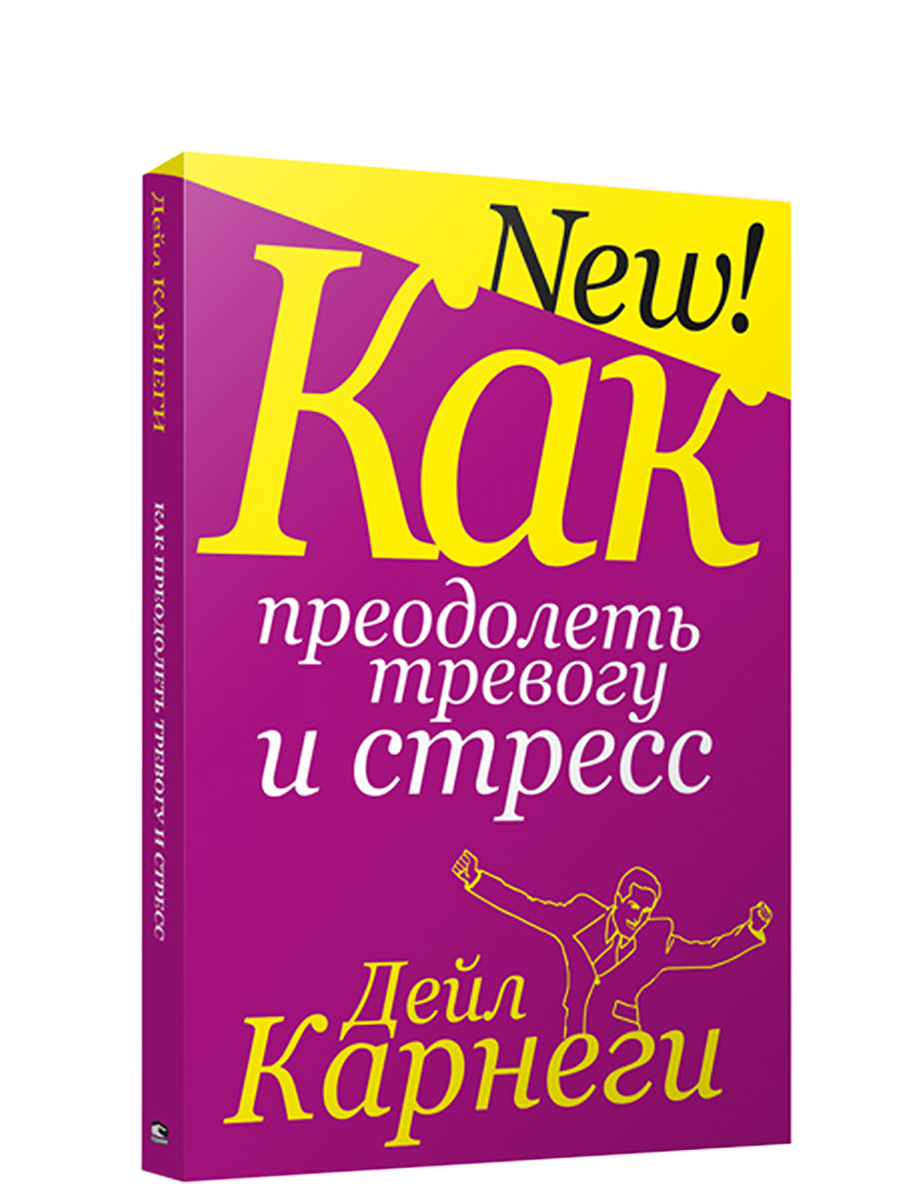 New!
Как
преодолеть
тревогу
и стресс
Дейл
Карнеги
Дейл Карнеги
Как преодолеть тревогу и стресс